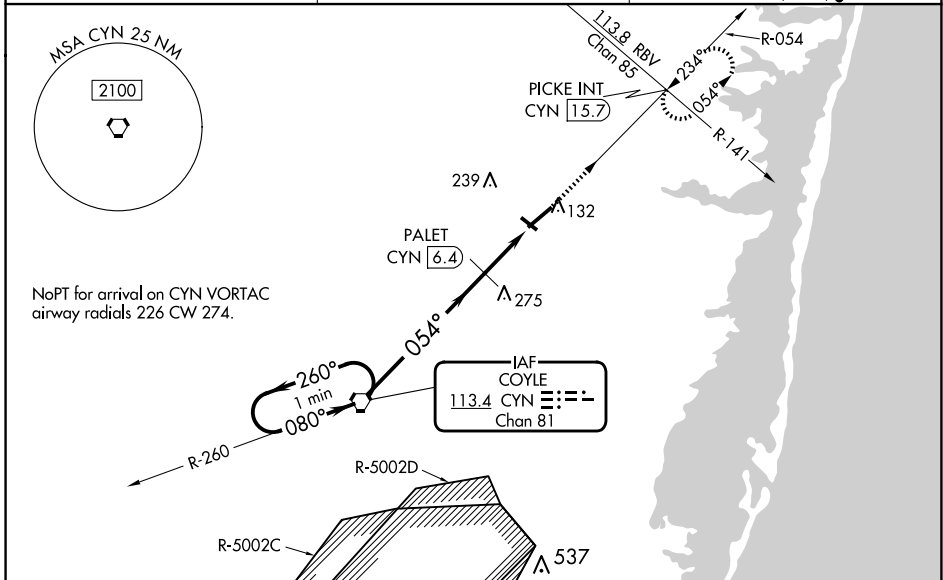 MSA CYN 25 NM
2100
113.8 RBV
Chan 85
R-054
234°
054°
PICKE INT
CYN 15.7
R-141
239
132
PALET
CYN 6.4
275
NoPT for arrival on CYN VORTAC
airway radials 226 CW 274.
054°
260°
1 min
080°
IAF
COYLE
113.4 CYN
Chan 81
R-260
R-5002D
R-5002C
537